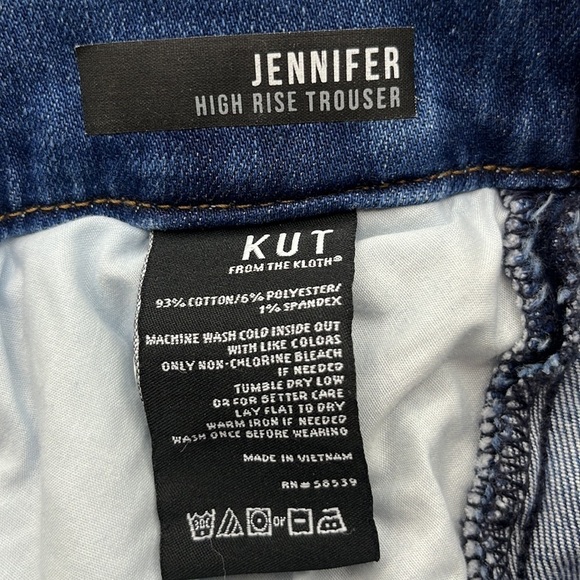 JENNIFER
HIGH RISE TROUSER
KUT
FROM THE KLOTH®
93% COTTON/6% POLYESTER/
1% SPANDEX
MACHINE WASH COLD INSIDE OUT
WITH LIKE COLORS
ONLY NON-CHLORINE BLEACH
IF NEEDED
TUMBLE DRY LOW
OR FOR BETTER CARE
LAY FLAT TO DRY
WARM IRON IF NEEDED
WASH ONCE BEFORE WEARING
MADE IN VIETNAM
RN# 58539
30C or